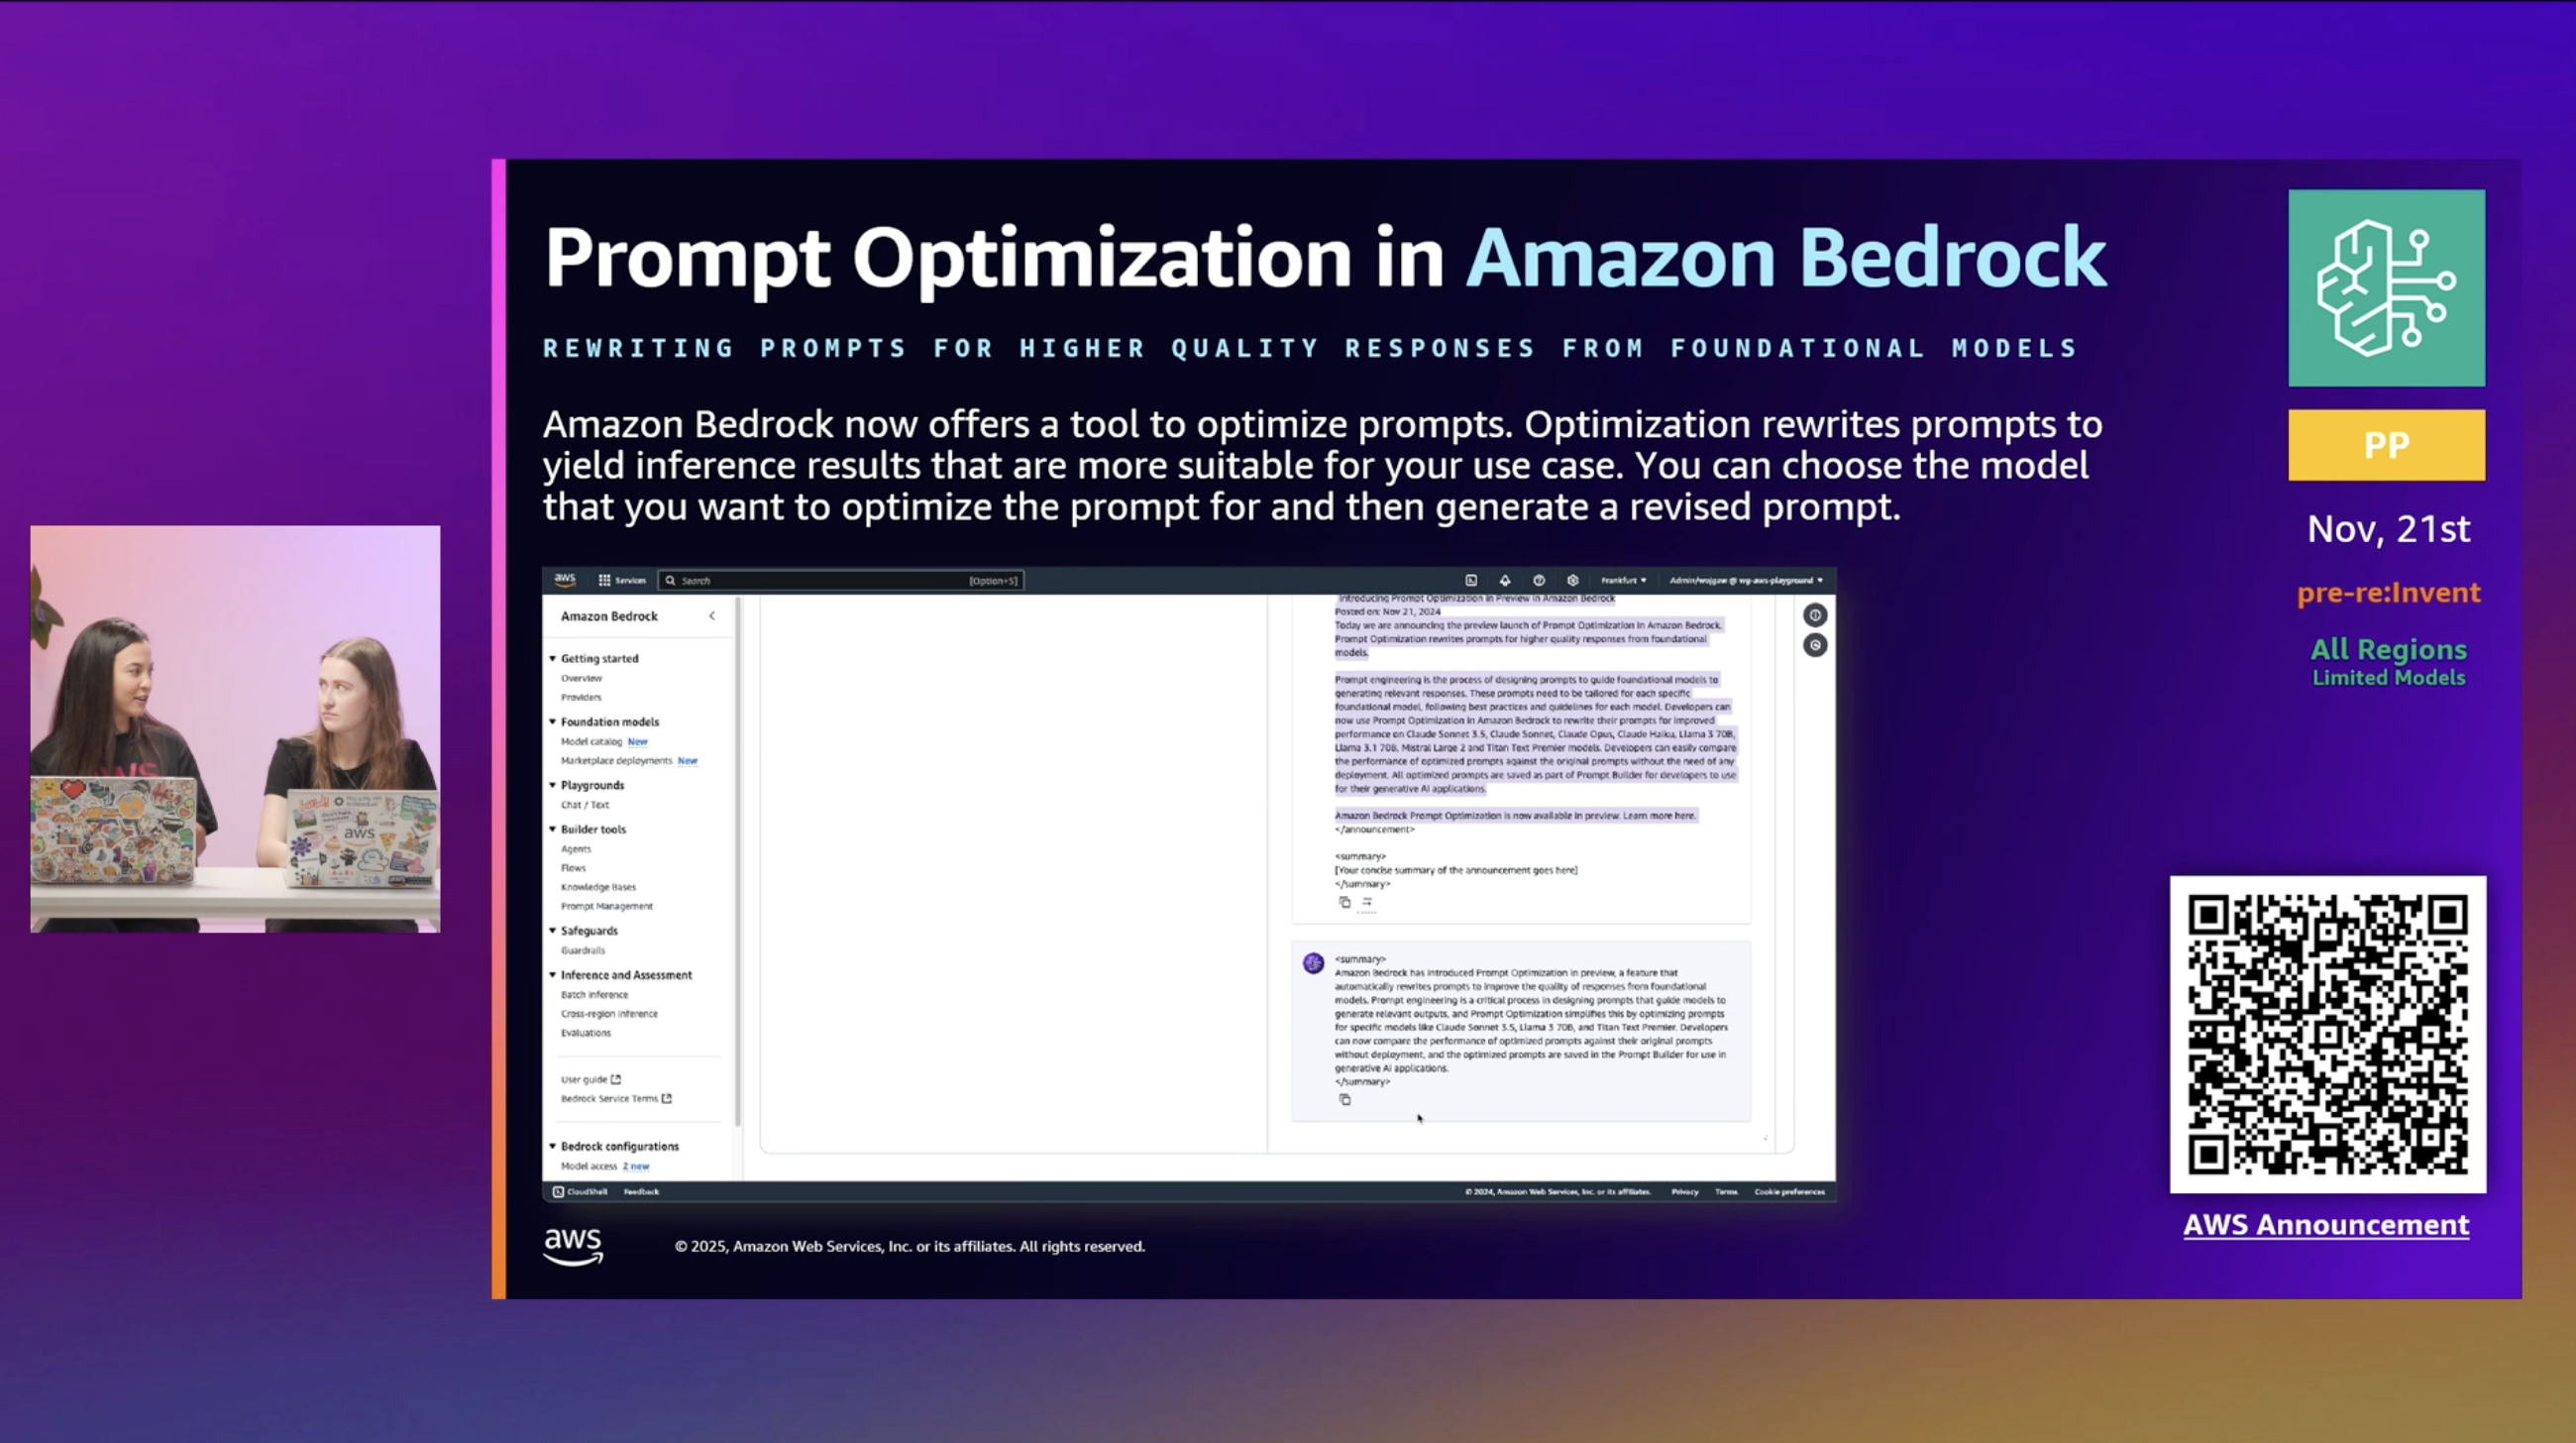 Prompt Optimization in Amazon Bedrock
REWRITING PROMPTS FOR HIGHER QUALITY RESPONSES FROM FOUNDATIONAL MODELS
Amazon Bedrock now offers a tool to optimize prompts. Optimization rewrites prompts to
yield inference results that are more suitable for your use case. You can choose the model
that you want to optimize the prompt for and then generate a revised prompt.
PP
Nov, 21st
pre-re:Invent
All Regions
Limited Models
aws
Services
Search
[Option+S]
Frankfurt
Admin/wojgaw @ wp-aws-playground
Amazon Bedrock
Getting started
Overview
Providers
Foundation models
Model catalog New
Marketplace deployments New
Playgrounds
Chat / Text
Builder tools
Agents
Flows
Knowledge Bases
Prompt Management
Safeguards
Guardrails
Inference and Assessment
Batch inference
Cross-region inference
Evaluations
User guide
Bedrock Service Terms
Bedrock configurations
Model access 2 new
Introducing Prompt Optimization in Preview in Amazon Bedrock
Posted on: Nov 21, 2024
Today we are announcing the preview launch of Prompt Optimization in Amazon Bedrock.
Prompt Optimization rewrites prompts for higher quality responses from foundational
models.
Prompt engineering is the process of designing prompts to guide foundational models to
generating relevant responses. These prompts need to be tailored for each specific
foundational model, following best practices and guidelines for each model. Developers can
now use Prompt Optimization in Amazon Bedrock to rewrite their prompts for improved
performance on Claude Sonnet 3.5, Claude Sonnet, Claude Opus, Claude Haiku, Llama 3 70B,
Llama 3.1 70B, Mistral Large 2 and Titan Text Premier models. Developers can easily compare
the performance of optimized prompts against the original prompts without the need of any
deployment. All optimized prompts are saved as part of Prompt Builder for developers to use
for their generative AI applications.
Amazon Bedrock Prompt Optimization is now available in preview. Learn more here.
</announcement>
<summary>
[Your concise summary of the announcement goes here]
</summary>
<summary>
Amazon Bedrock has introduced Prompt Optimization in preview, a feature that
automatically rewrites prompts to improve the quality of responses from foundational
models. Prompt engineering is a critical process in designing prompts that guide models to
generate relevant outputs, and Prompt Optimization simplifies this by optimizing prompts
for specific models like Claude Sonnet 3.5, Llama 3 70B, and Titan Text Premier. Developers
can now compare the performance of optimized prompts against their original prompts
without deployment, and the optimized prompts are saved in the Prompt Builder for use in
generative AI applications.
</summary>
CloudShell
Feedback
© 2024, Amazon Web Services, Inc. or its affiliates.
Privacy
Terms
Cookie preferences
aws
© 2025, Amazon Web Services, Inc. or its affiliates. All rights reserved.
AWS Announcement
aws